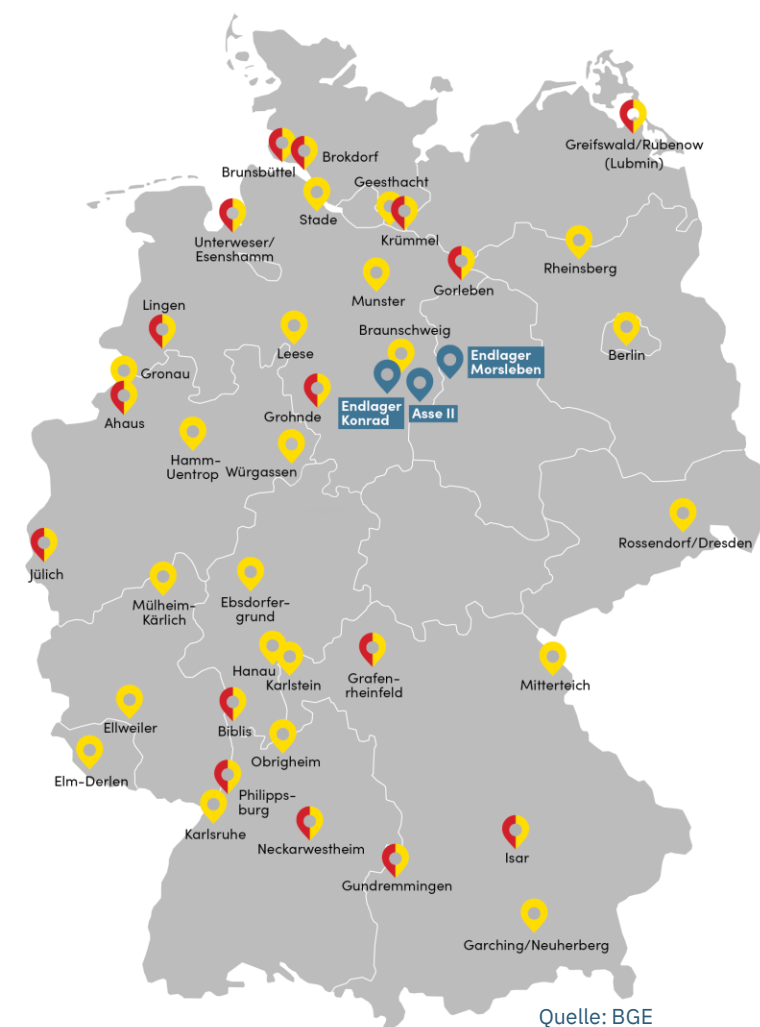 Greifswald/Rubenow
(Lubmin)
Brokdorf
Brunsbüttel
Geesthacht
Stade
Krümmel
Unterweser/
Esenshamm
Rheinsberg
Gorleben
Munster
Lingen
Braunschweig
Leese
Berlin
Endlager
Morsleben
Gronau
Endlager
Konrad
Asse II
Grohnde
Ahaus
Hamm-
Uentrop
Würgassen
Rossendorf/Dresden
Jülich
Mülheim-
Kärlich
Ebsdorfer-
grund
Hanau
Karlstein
Grafen-
rheinfeld
Mitterteich
Ellweiler
Biblis
Obrigheim
Elm-Derlen
Philipps-
burg
Karlsruhe
Neckarwestheim
Isar
Gundremmingen
Garching/Neuherberg
Quelle: BGE